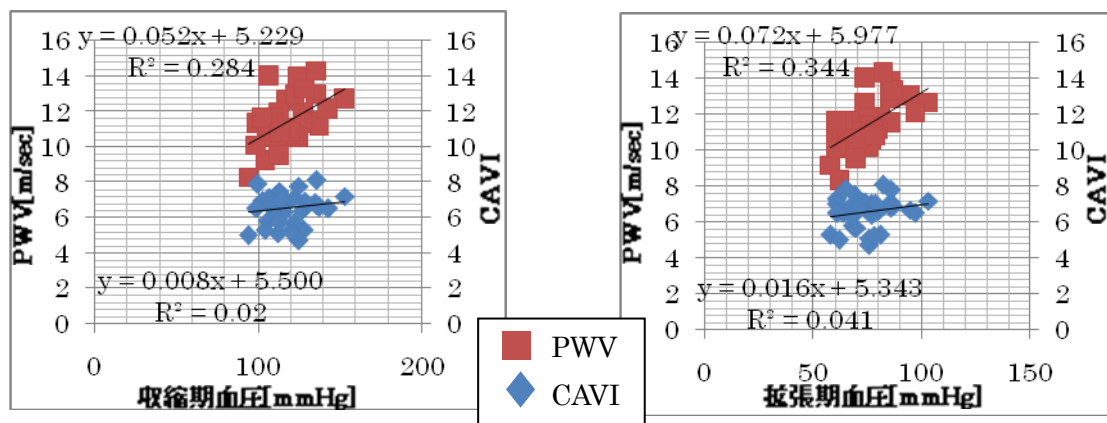 y = 0.052x + 5.229
R² = 0.284
16
14
12
10
8
6
4
2
0
16
14
12
10
8
6
4
2
0
PWV[m/sec]
CAVI
y = 0.008x + 5.500
R² = 0.02
0
100
200
収縮期血圧[mmHg]
PWV
CAVI
y = 0.072x + 5.977
R² = 0.344
16
14
12
10
8
6
4
2
0
16
14
12
10
8
6
4
2
0
PWV[m/sec]
CAVI
y = 0.016x + 5.343
R² = 0.041
0
50
100
150
拡張期血圧[mmHg]